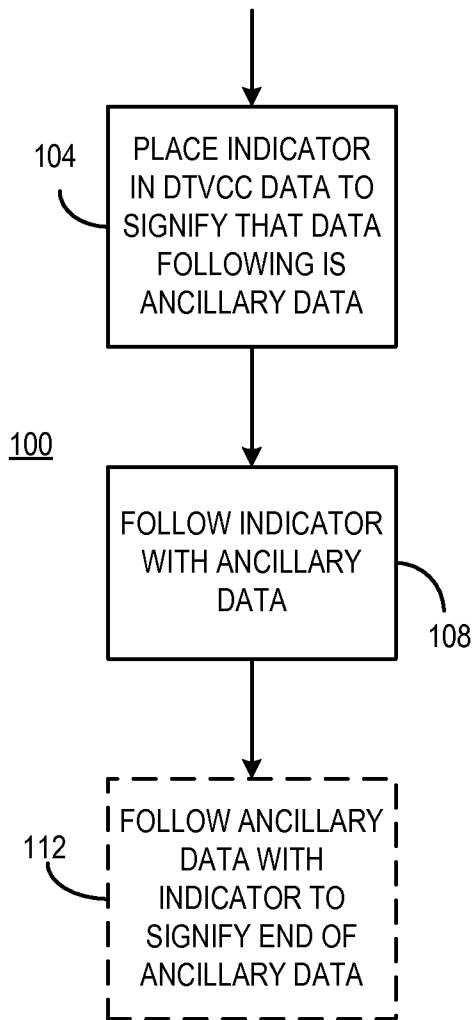 104
PLACE INDICATOR
IN DTVCC DATA TO
SIGNIFY THAT DATA
FOLLOWING IS
ANCILLARY DATA
100
FOLLOW INDICATOR
WITH ANCILLARY
DATA
108
112
FOLLOW ANCILLARY
DATA WITH
INDICATOR TO
SIGNIFY END OF
ANCILLARY DATA